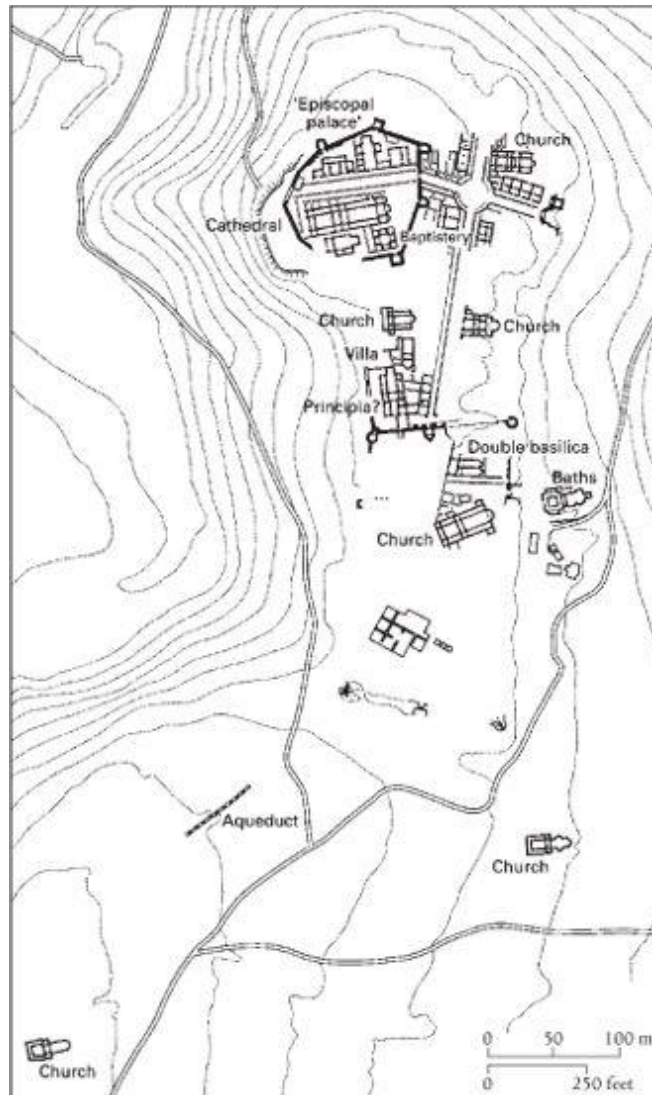 'Episcopal
palace'
Church
Cathedral
Baptistery
Church
Church
Villa
Principia?
Double basilica
Baths
Church
Aqueduct
Church
Church
0 50 100 m
0 250 feet